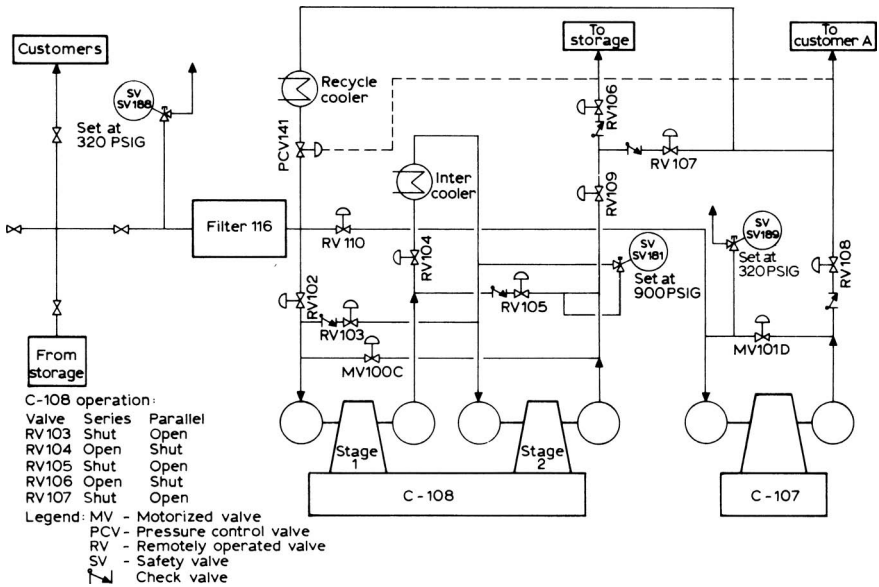 Customers
SV
SV188
Set at
320 PSIG
Recycle
cooler
PCV141
Inter
cooler
To
storage
To
customer A
RV106
RV107
RV109
Filter 116
RV110
RV104
SV
SV181
Set at
900PSIG
SV
SV189
Set at
320PSIG
RV108
RV102
RV103
RV105
MV100C
MV101D
From
storage
Stage
1
Stage
2
C-108
C-107
C-108 operation:
Valve Series Parallel
RV103 Shut Open
RV104 Open Shut
RV105 Shut Open
RV106 Open Shut
RV107 Shut Open
Legend: MV - Motorized valve
PCV- Pressure control valve
RV - Remotely operated valve
SV - Safety valve
Check valve